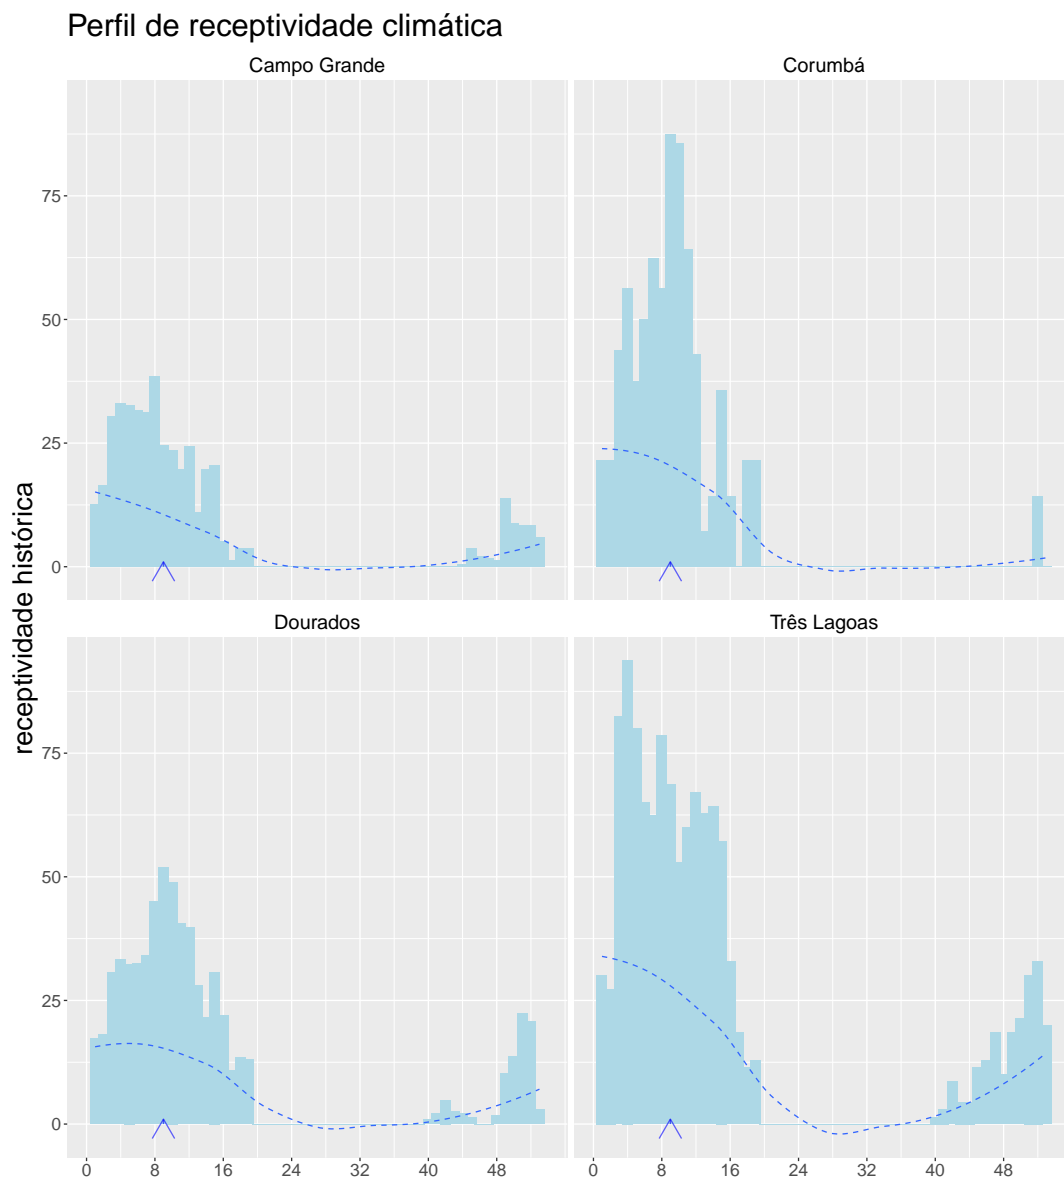 Perfil de receptividade climática
Campo Grande
Corumbá
75
50
25
0
Dourados
Três Lagoas
receptividade histórica
75
50
25
0
0 8 16 24 32 40 48
0 8 16 24 32 40 48